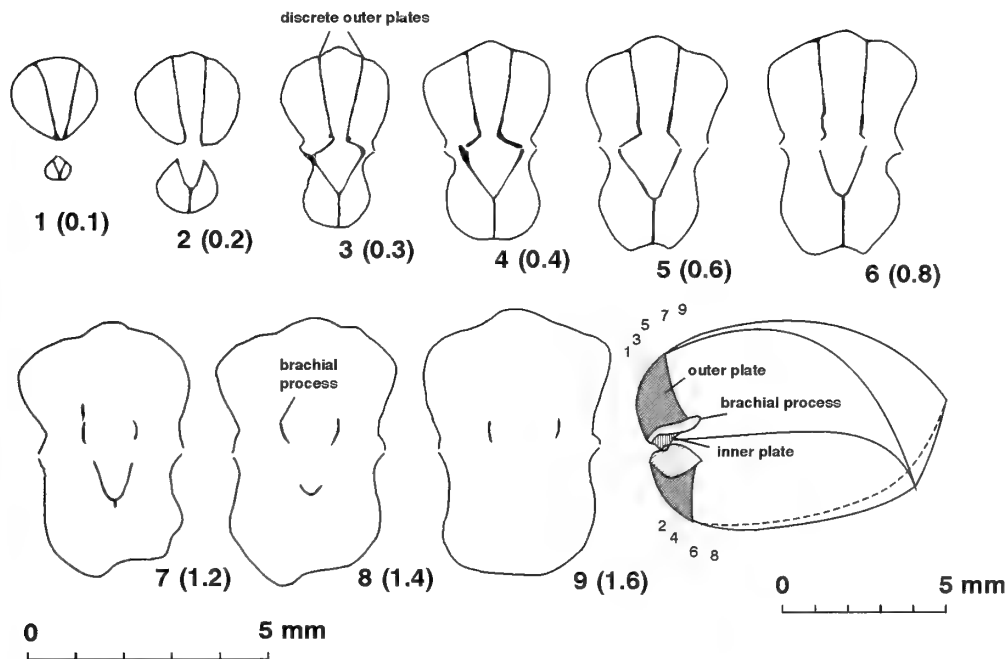 discrete outer plates
1 (0.1)
2 (0.2)
3 (0.3)
4 (0.4)
5 (0.6)
6 (0.8)
brachial
process
7 (1.2)
8 (1.4)
9 (1.6)
1
3
5
7
9
outer plate
brachial process
inner plate
2
4
6
8
0
5 mm
0
5 mm